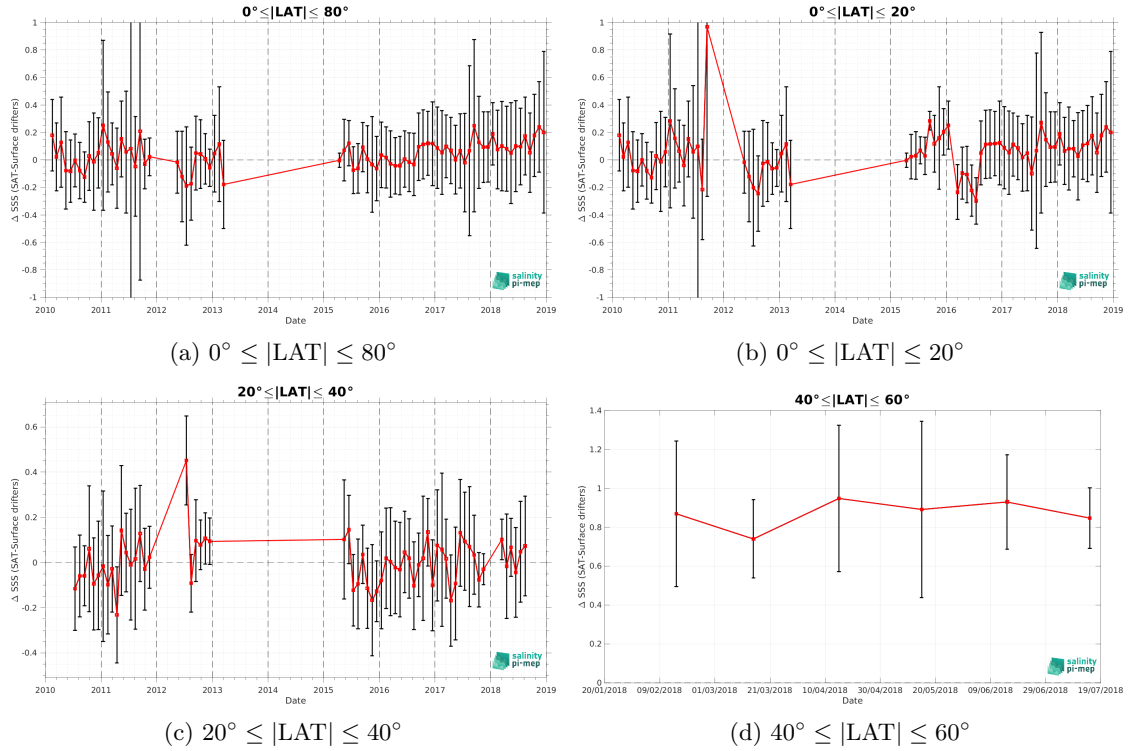 0°≤|LAT|≤ 80°
Δ SSS (SAT-Surface drifters)
1
0.8
0.6
0.4
0.2
0
-0.2
-0.4
-0.6
-0.8
-1
2010 2011 2012 2013 2014 2015 2016 2017 2018 2019
Date
salinity
pi-mep
(a) 0° ≤ |LAT| ≤ 80°
0°≤|LAT|≤ 20°
Δ SSS (SAT-Surface drifters)
1
0.8
0.6
0.4
0.2
0
-0.2
-0.4
-0.6
-0.8
-1
2010 2011 2012 2013 2014 2015 2016 2017 2018 2019
Date
salinity
pi-mep
(b) 0° ≤ |LAT| ≤ 20°
20°≤|LAT|≤ 40°
Δ SSS (SAT-Surface drifters)
0.6
0.4
0.2
0
-0.2
-0.4
2010 2011 2012 2013 2014 2015 2016 2017 2018 2019
Date
salinity
pi-mep
(c) 20° ≤ |LAT| ≤ 40°
40°≤|LAT|≤ 60°
Δ SSS (SAT-Surface drifters)
1.4
1.2
1
0.8
0.6
0.4
0.2
0
20/01/2018 09/02/2018 01/03/2018 21/03/2018 10/04/2018 30/04/2018 20/05/2018 09/06/2018 29/06/2018 19/07/2018
Date
salinity
pi-mep
(d) 40° ≤ |LAT| ≤ 60°